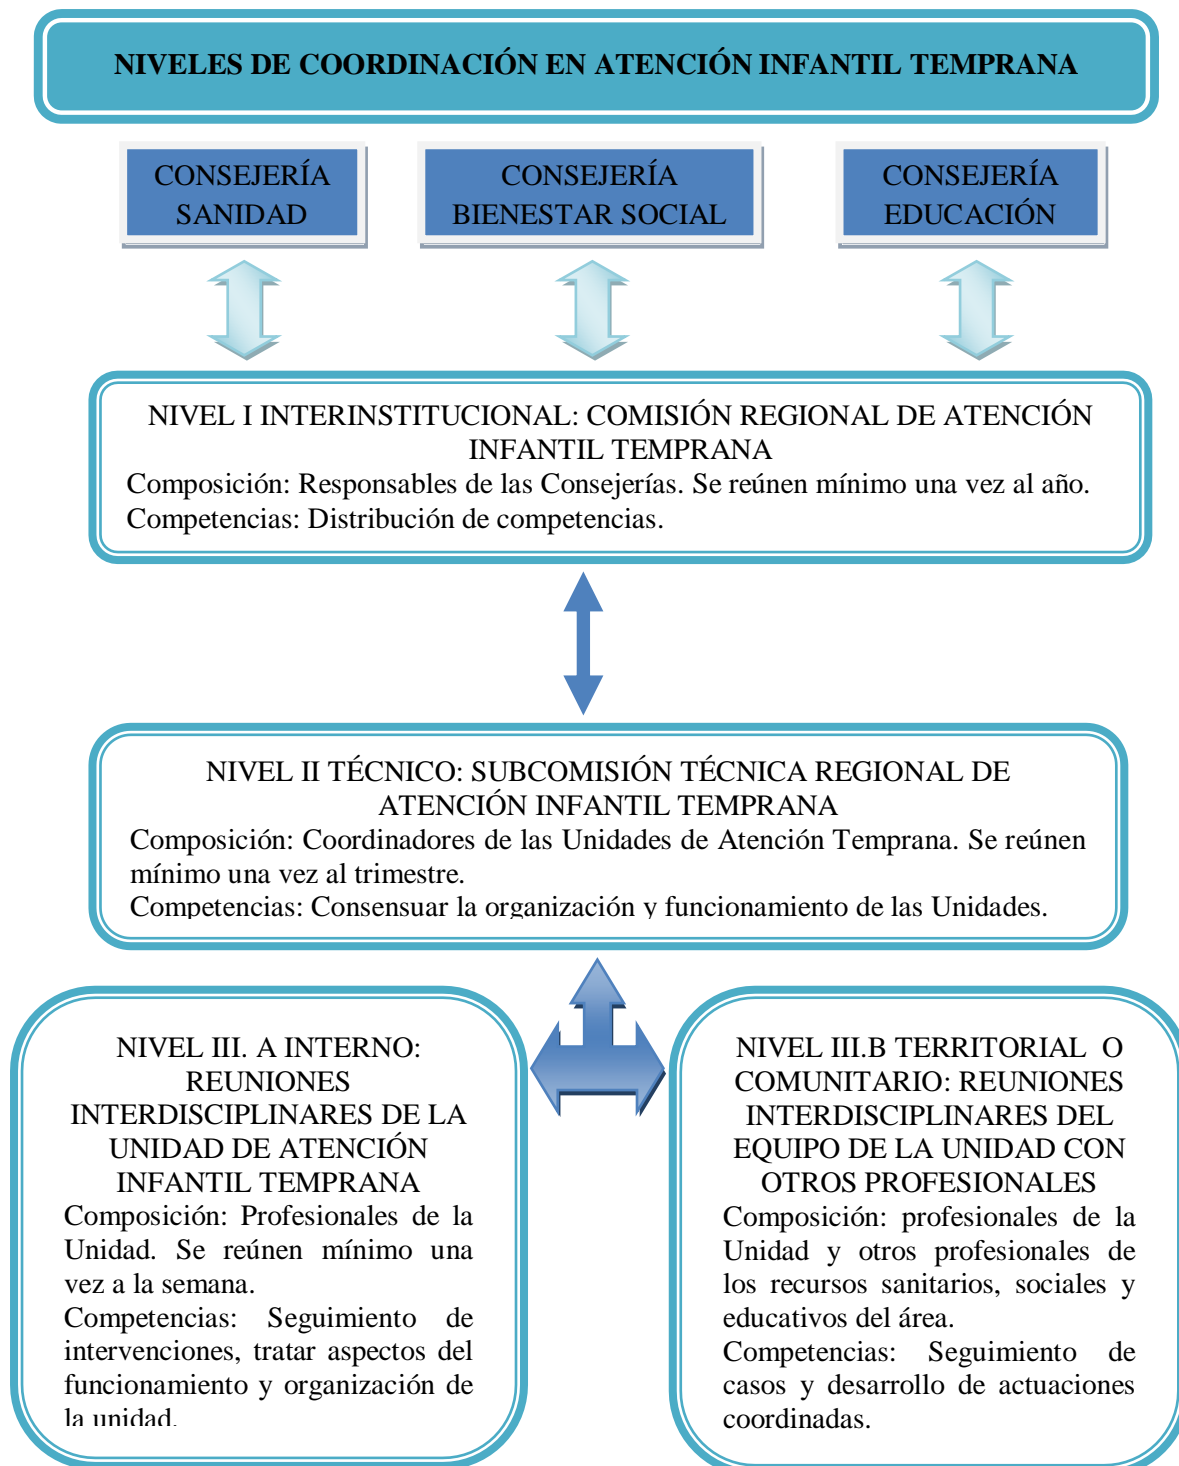 NIVELES DE COORDINACIÓN EN ATENCIÓN INFANTIL TEMPRANA
CONSEJERÍA
SANIDAD
CONSEJERÍA
BIENESTAR SOCIAL
CONSEJERÍA
EDUCACIÓN
NIVEL I INTERINSTITUCIONAL: COMISIÓN REGIONAL DE ATENCIÓN
INFANTIL TEMPRANA
Composición: Responsables de las Consejerías. Se reúnen mínimo una vez al año.
Competencias: Distribución de competencias.
NIVEL II TÉCNICO: SUBCOMISIÓN TÉCNICA REGIONAL DE
ATENCIÓN INFANTIL TEMPRANA
Composición: Coordinadores de las Unidades de Atención Temprana. Se reúnen
mínimo una vez al trimestre.
Competencias: Consensuar la organización y funcionamiento de las Unidades.
NIVEL III. A INTERNO:
REUNIONES
INTERDISCIPLINARES DE LA
UNIDAD DE ATENCIÓN
INFANTIL TEMPRANA
Composición: Profesionales de la
Unidad. Se reúnen mínimo una
vez a la semana.
Competencias: Seguimiento de
intervenciones, tratar aspectos del
funcionamiento y organización de
la unidad.
NIVEL III.B TERRITORIAL O
COMUNITARIO: REUNIONES
INTERDISCIPLINARES DEL
EQUIPO DE LA UNIDAD CON
OTROS PROFESIONALES
Composición: profesionales de la
Unidad y otros profesionales de
los recursos sanitarios, sociales y
educativos del área.
Competencias: Seguimiento de
casos y desarrollo de actuaciones
coordinadas.